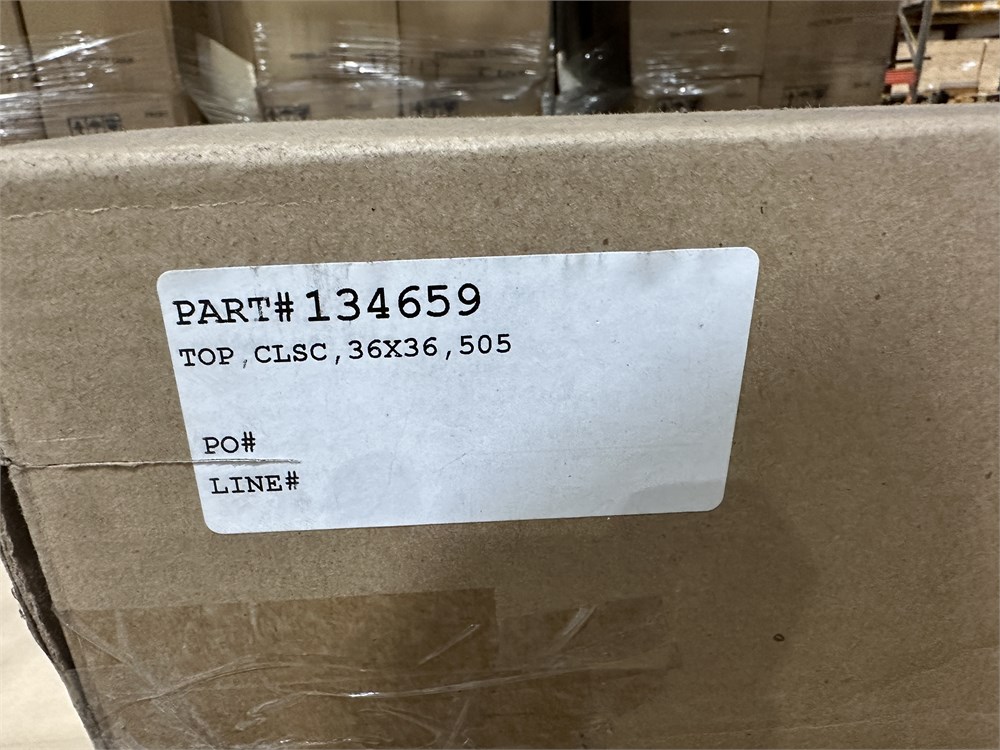 PART# 134659
TOP,CLSC,36X36,505
PO#
LINE#